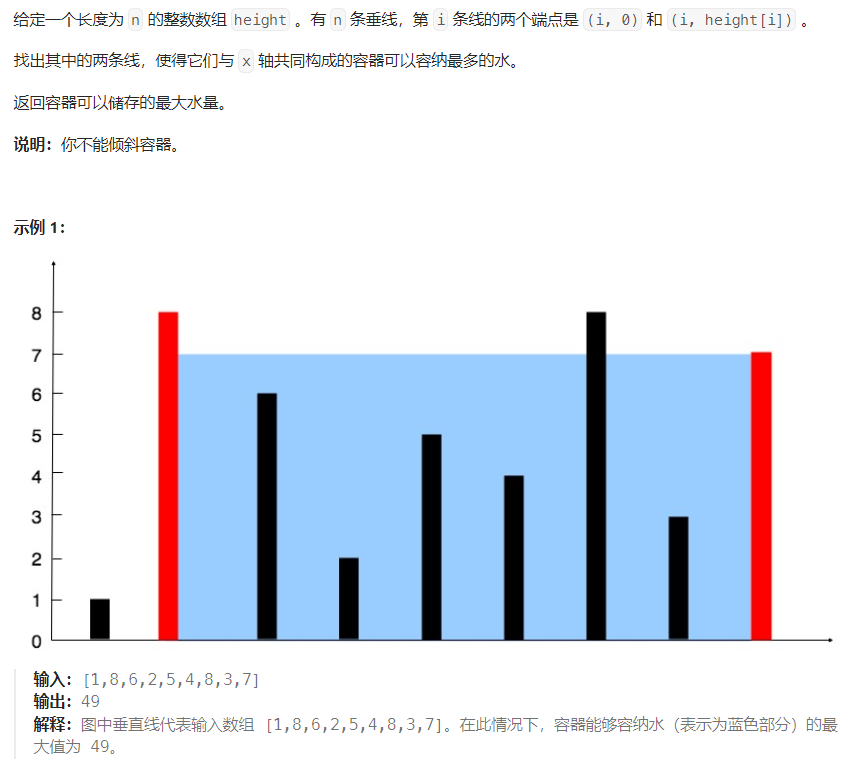 给定一个长度为 n 的整数数组 height 。有 n 条垂线，第 i 条线的两个端点是 (i, 0) 和 (i, height[i]) 。
找出其中的两条线，使得它们与 x 轴共同构成的容器可以容纳最多的水。
返回容器可以储存的最大水量。
说明：你不能倾斜容器。
示例 1：
8
7
6
5
4
3
2
1
0
输入：[1,8,6,2,5,4,8,3,7]
输出：49
解释：图中垂直线代表输入数组 [1,8,6,2,5,4,8,3,7]。在此情况下，容器能够容纳水（表示为蓝色部分）的最
大值为 49。